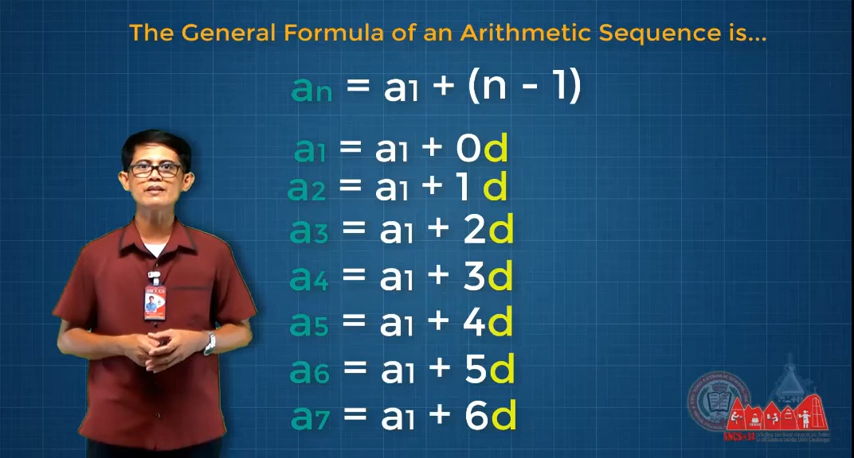 The General Formula of an Arithmetic Sequence is...
an = a1 + (n - 1)
a1 = a1 + 0d
a2 = a1 + 1 d
a3 = a1 + 2d
a4 = a1 + 3d
a5 = a1 + 4d
a6 = a1 + 5d
a7 = a1 + 6d